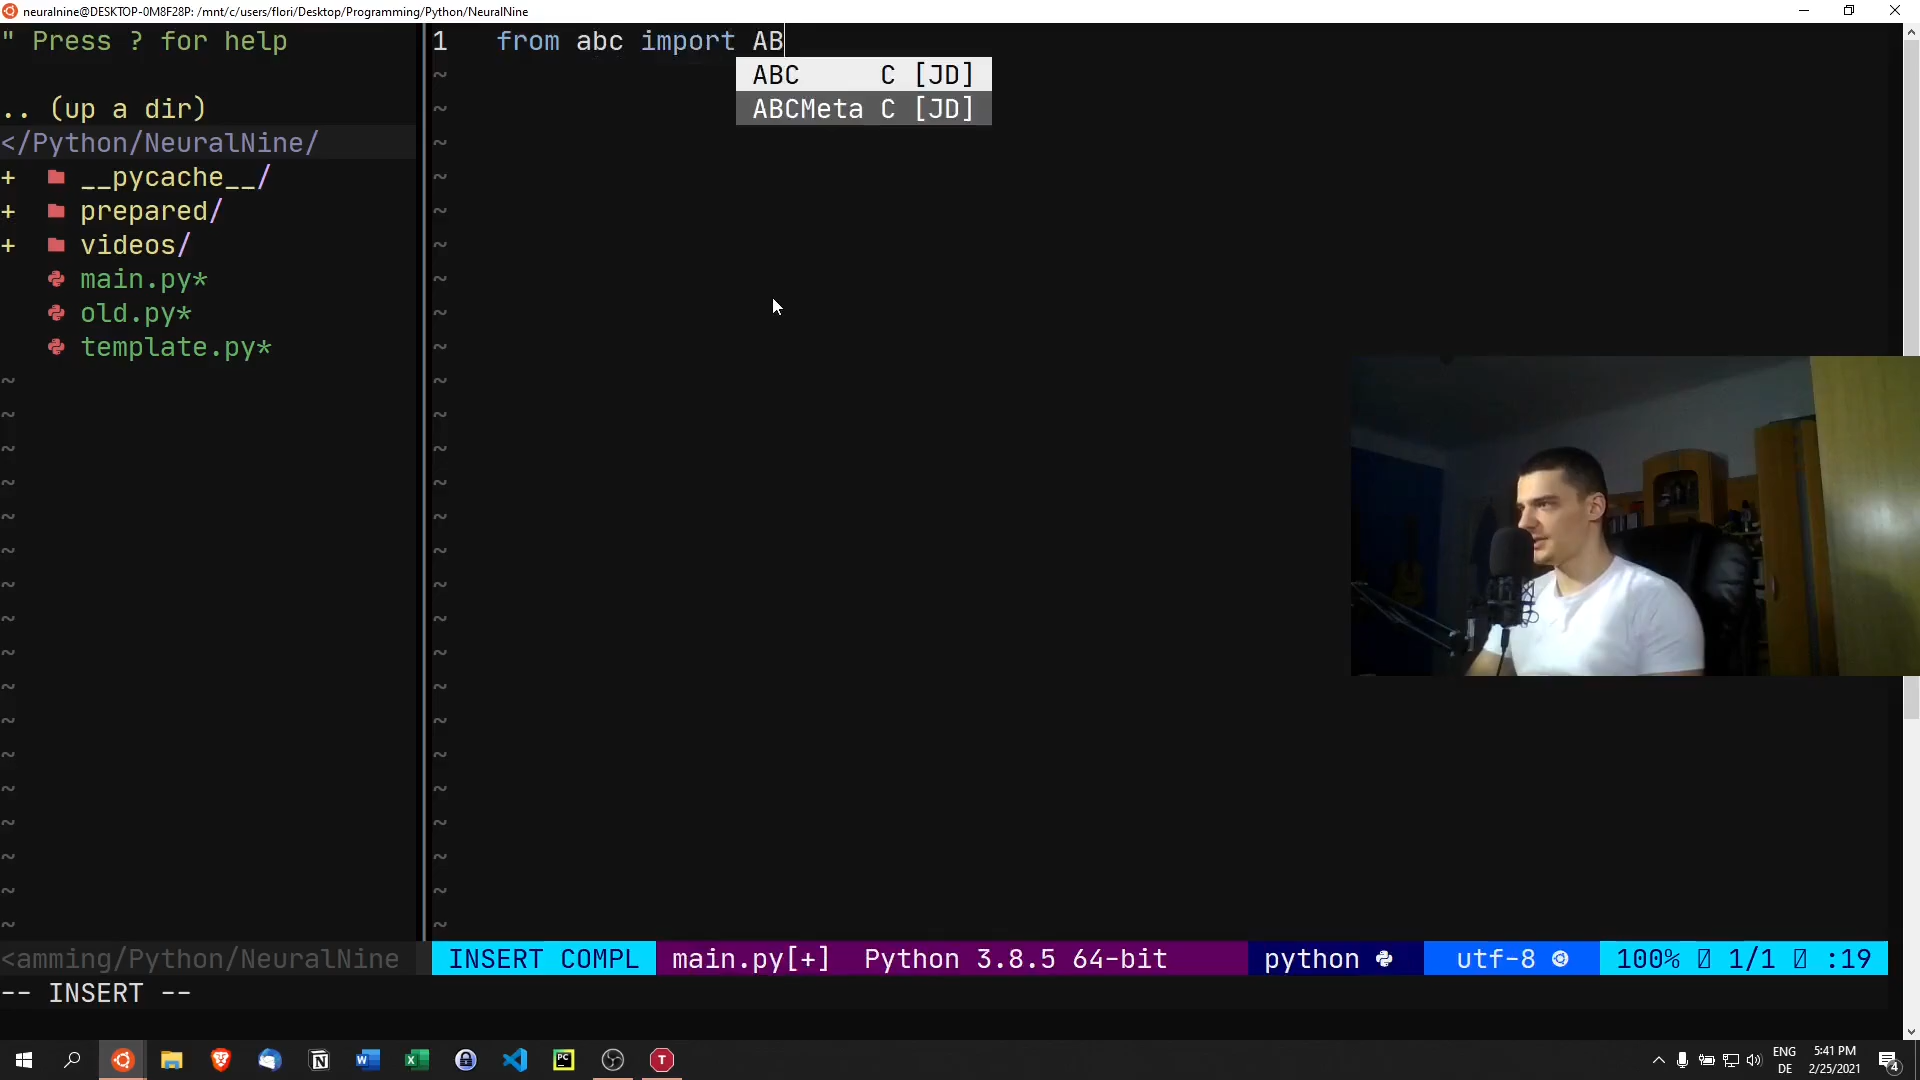 neuralnine@DESKTOP-0M8F28P: /mnt/c/users/flori/Desktop/Programming/Python/NeuralNine
" Press ? for help
.. (up a dir)
</Python/NeuralNine/
+ __pycache__/
+ prepared/
+ videos/
main.py*
old.py*
template.py*
1 from abc import AB
ABC C [JD]
ABCMeta C [JD]
<amming/Python/NeuralNine INSERT COMPL main.py[+] Python 3.8.5 64-bit python utf-8 100% 1/1 :19
-- INSERT --
ENG
DE
5:41 PM
2/25/2021
4